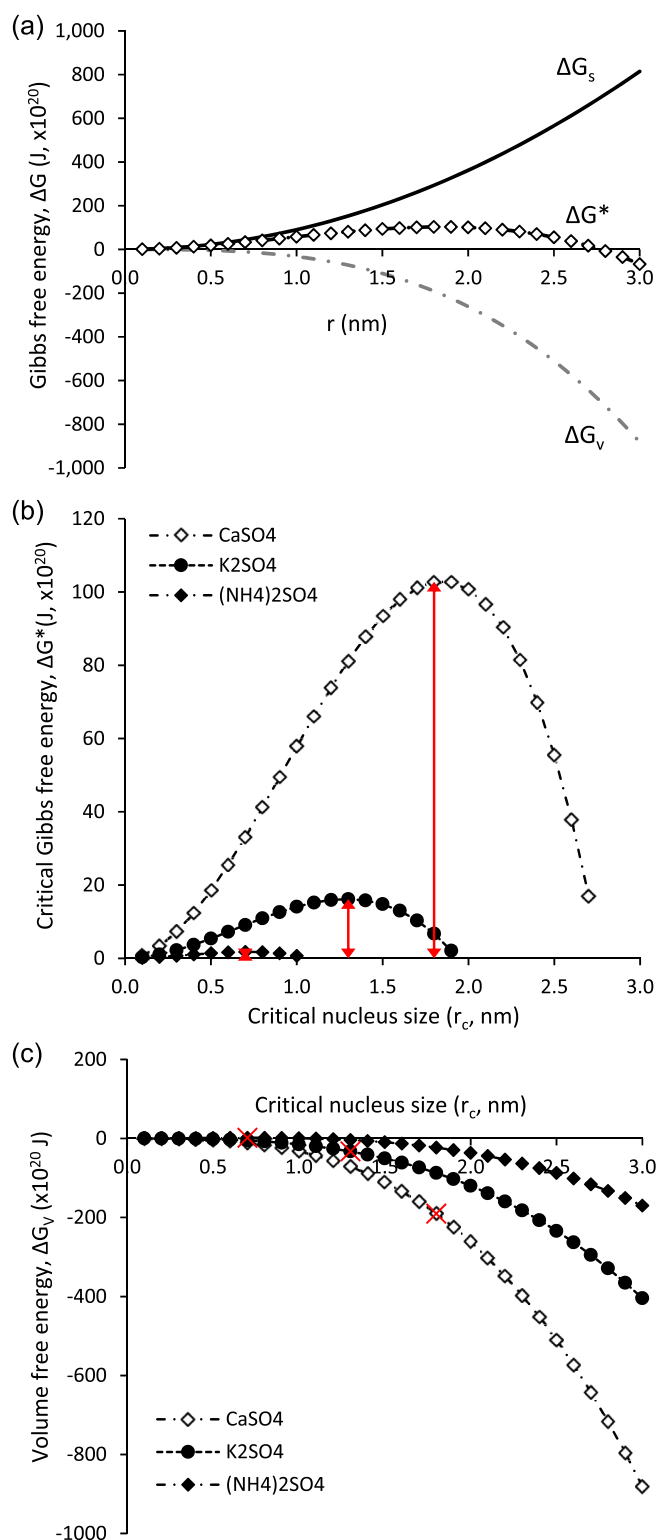 (a)
1,000
800
600
400
200
0
-200
-400
-600
-800
-1,000
Gibbs free energy, ΔG (J, x10²⁰)
ΔGₛ
ΔG*
0.0 0.5 1.0 1.5 2.0 2.5 3.0
r (nm)
ΔGᵥ
(b)
120
100
80
60
40
20
0
Critical Gibbs free energy, ΔG*(J, x10²⁰)
CaSO4
K2SO4
(NH4)2SO4
0.0 0.5 1.0 1.5 2.0 2.5 3.0
Critical nucleus size (r꜀, nm)
(c)
200
0
-200
-400
-600
-800
-1000
Volume free energy, ΔGᵥ (x10²⁰ J)
Critical nucleus size (r꜀, nm)
0.0 0.5 1.0 1.5 2.0 2.5 3.0
CaSO4
K2SO4
(NH4)2SO4